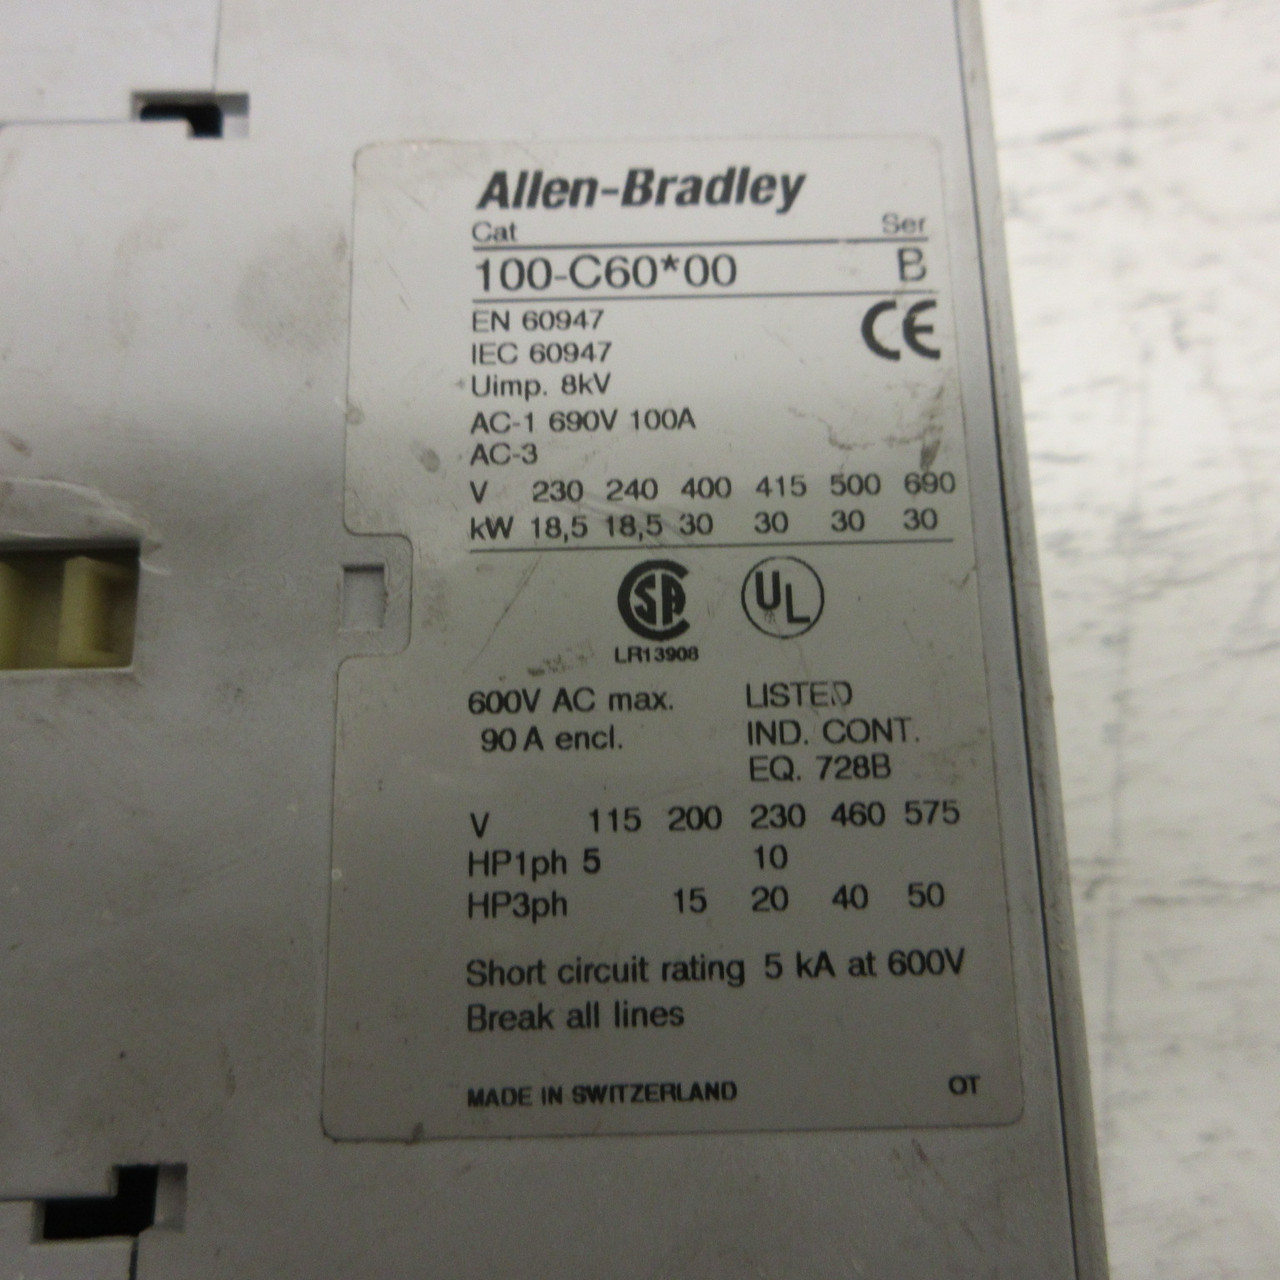 Allen-Bradley
Cat Ser
100-C60*00 B
EN 60947
CE
IEC 60947
Uimp. 8kV
AC-1 690V 100A
AC-3
V 230 240 400 415 500 690
kW 18,5 18,5 30 30 30 30
SA UL
LR13908
600V AC max. LISTED
90 A encl. IND. CONT.
EQ. 728B
V 115 200 230 460 575
HP1ph 5 10
HP3ph 15 20 40 50
Short circuit rating 5 kA at 600V
Break all lines
MADE IN SWITZERLAND OT